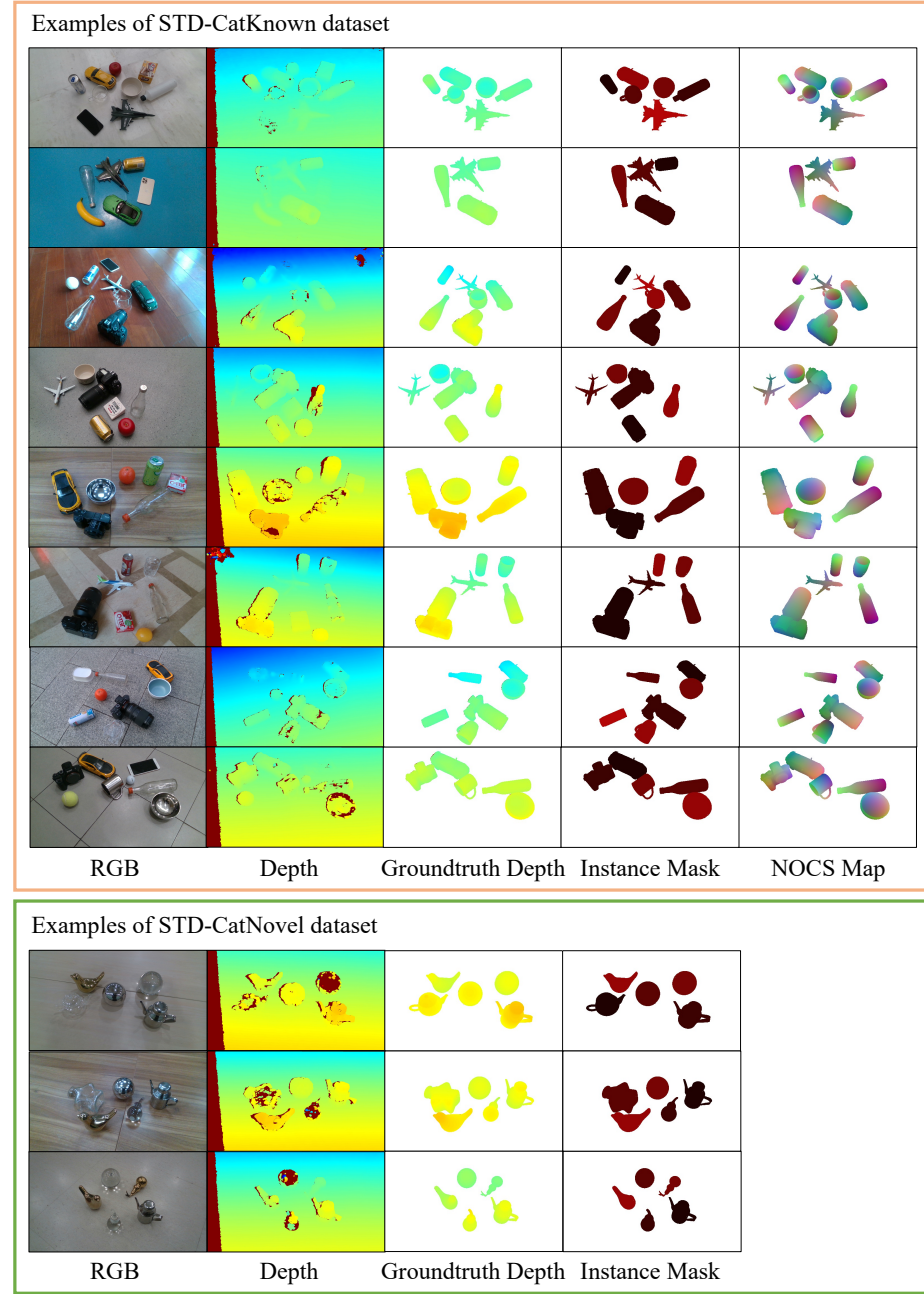 Examples of STD-CatKnown dataset
RGB Depth Groundtruth Depth Instance Mask NOCS Map
Examples of STD-CatNovel dataset
RGB Depth Groundtruth Depth Instance Mask